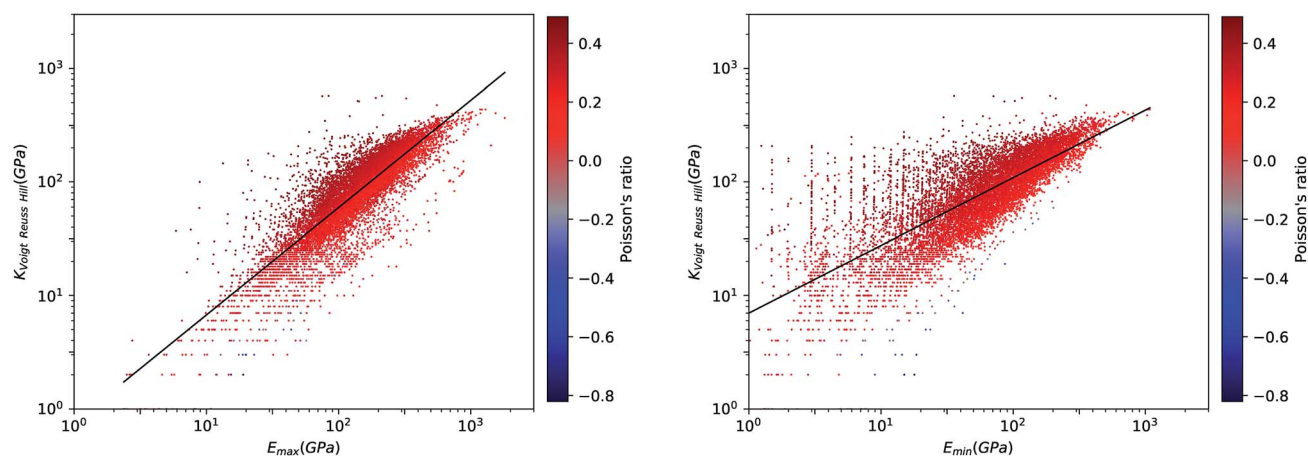 10³
10²
10¹
10⁰
K_Voigt Reuss Hill(GPa)
10⁰ 10¹ 10² 10³
E_max(GPa)
0.4
0.2
0.0
−0.2
−0.4
−0.6
−0.8
Poisson's ratio
10³
10²
10¹
10⁰
K_Voigt Reuss Hill(GPa)
10⁰ 10¹ 10² 10³
E_min(GPa)
0.4
0.2
0.0
−0.2
−0.4
−0.6
−0.8
Poisson's ratio